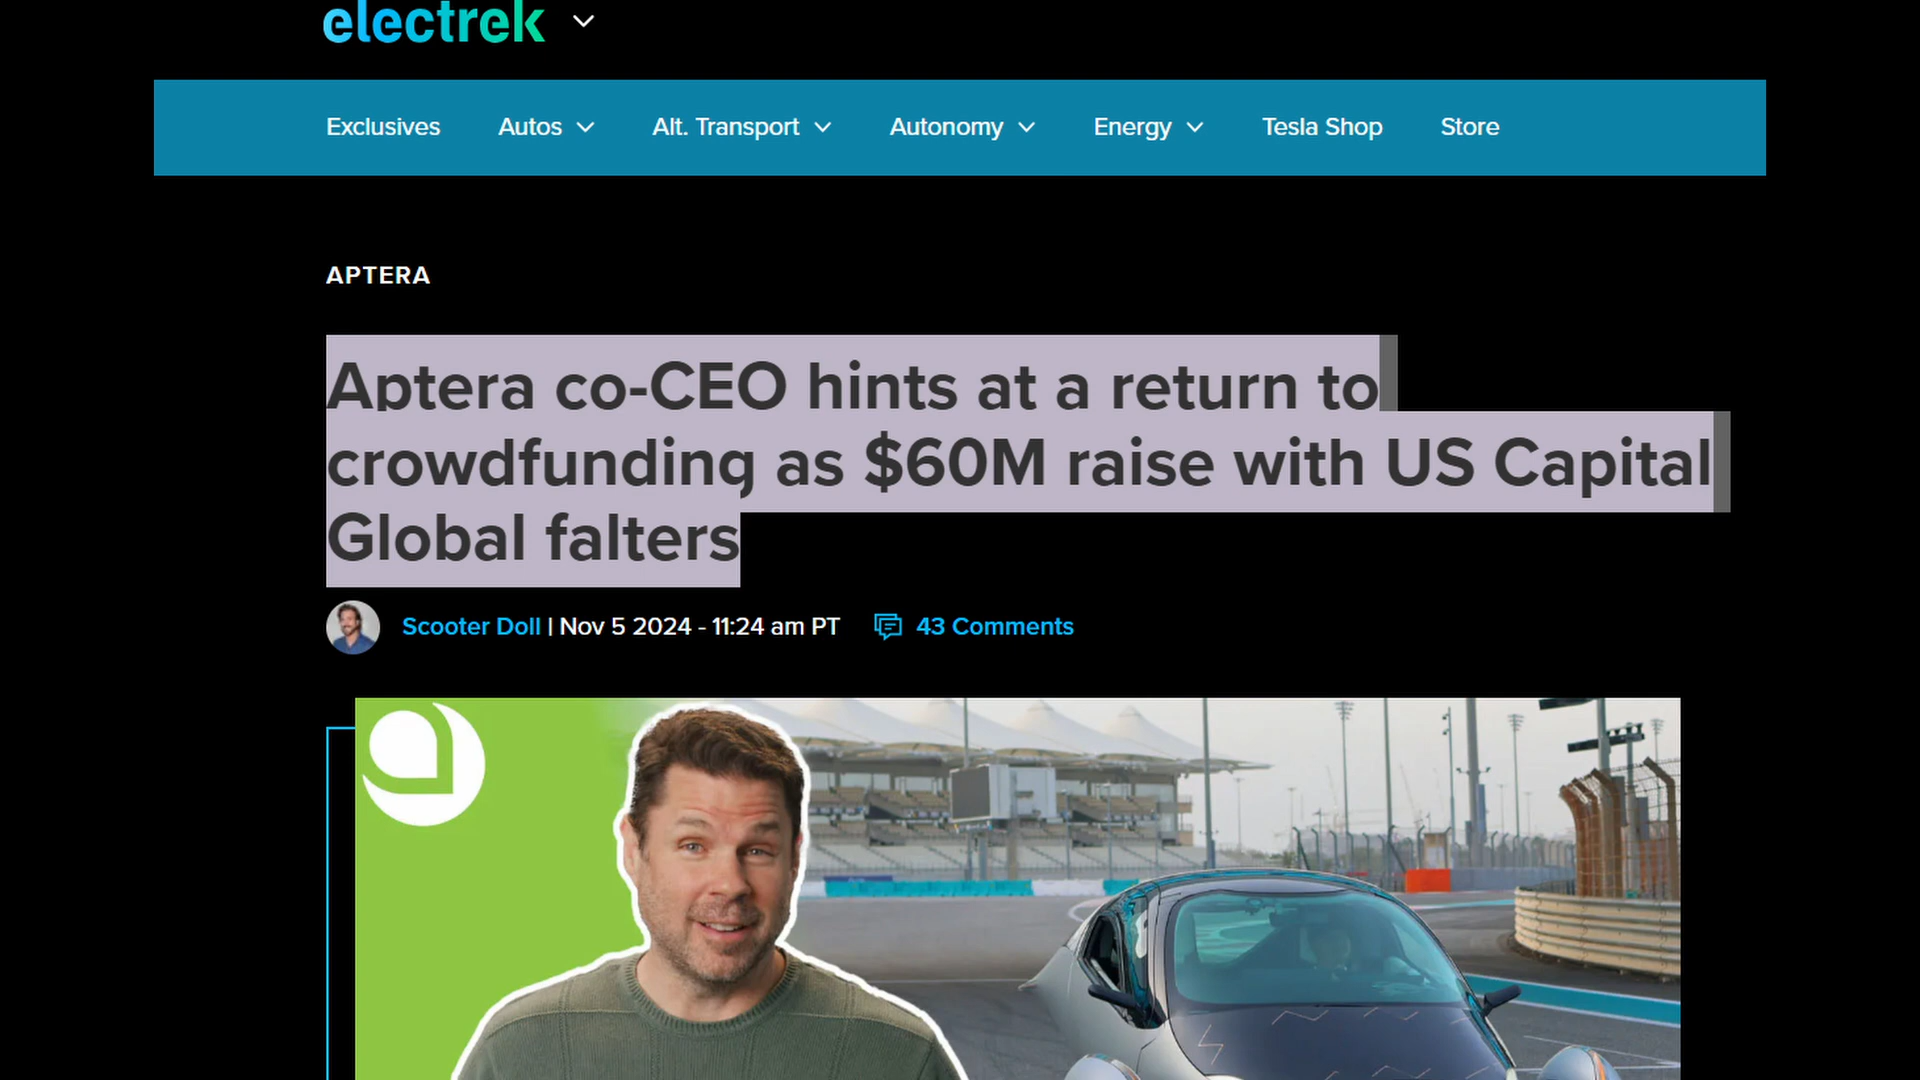 electrek
Exclusives Autos Alt. Transport Autonomy Energy Tesla Shop Store
APTERA
Aptera co-CEO hints at a return to
crowdfunding as $60M raise with US Capital
Global falters
Scooter Doll | Nov 5 2024 - 11:24 am PT 43 Comments